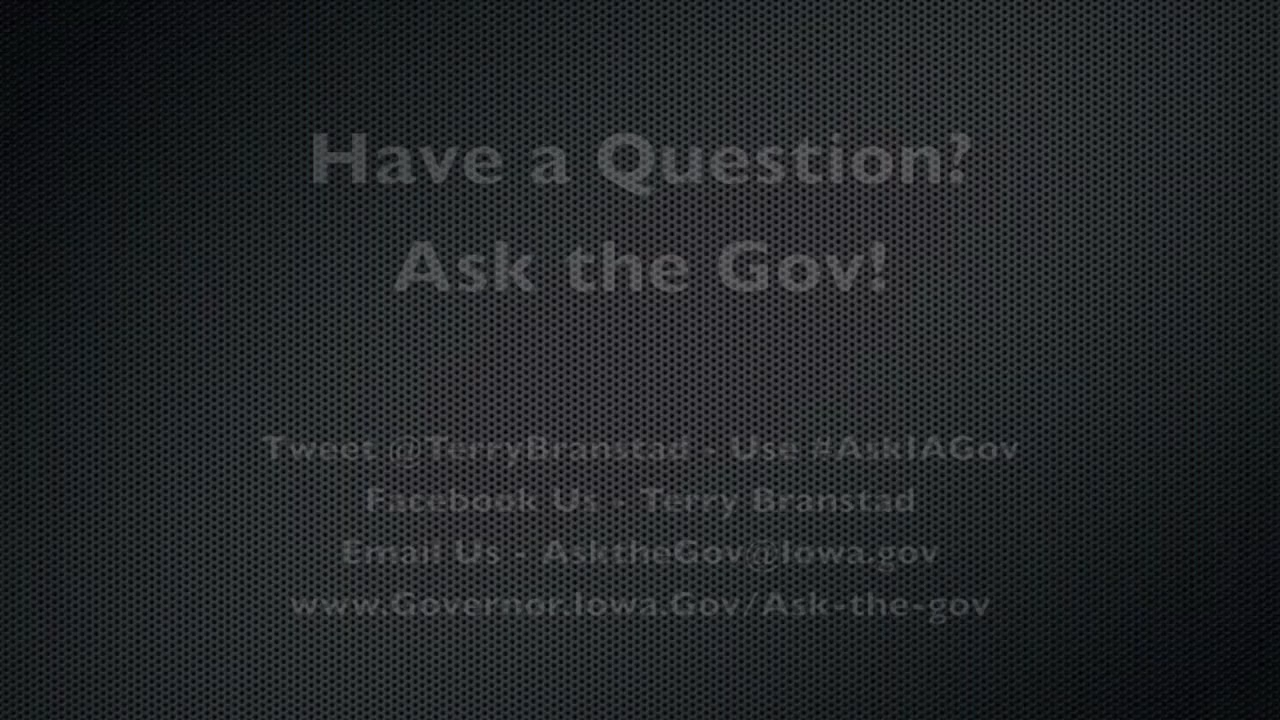 Have a Question?
Ask the Gov!
Tweet @TerryBranstad - Use #AskIAGov
Facebook Us - Terry Branstad
Email Us - AsktheGov@Iowa.gov
www.Governor.Iowa.Gov/Ask-the-gov